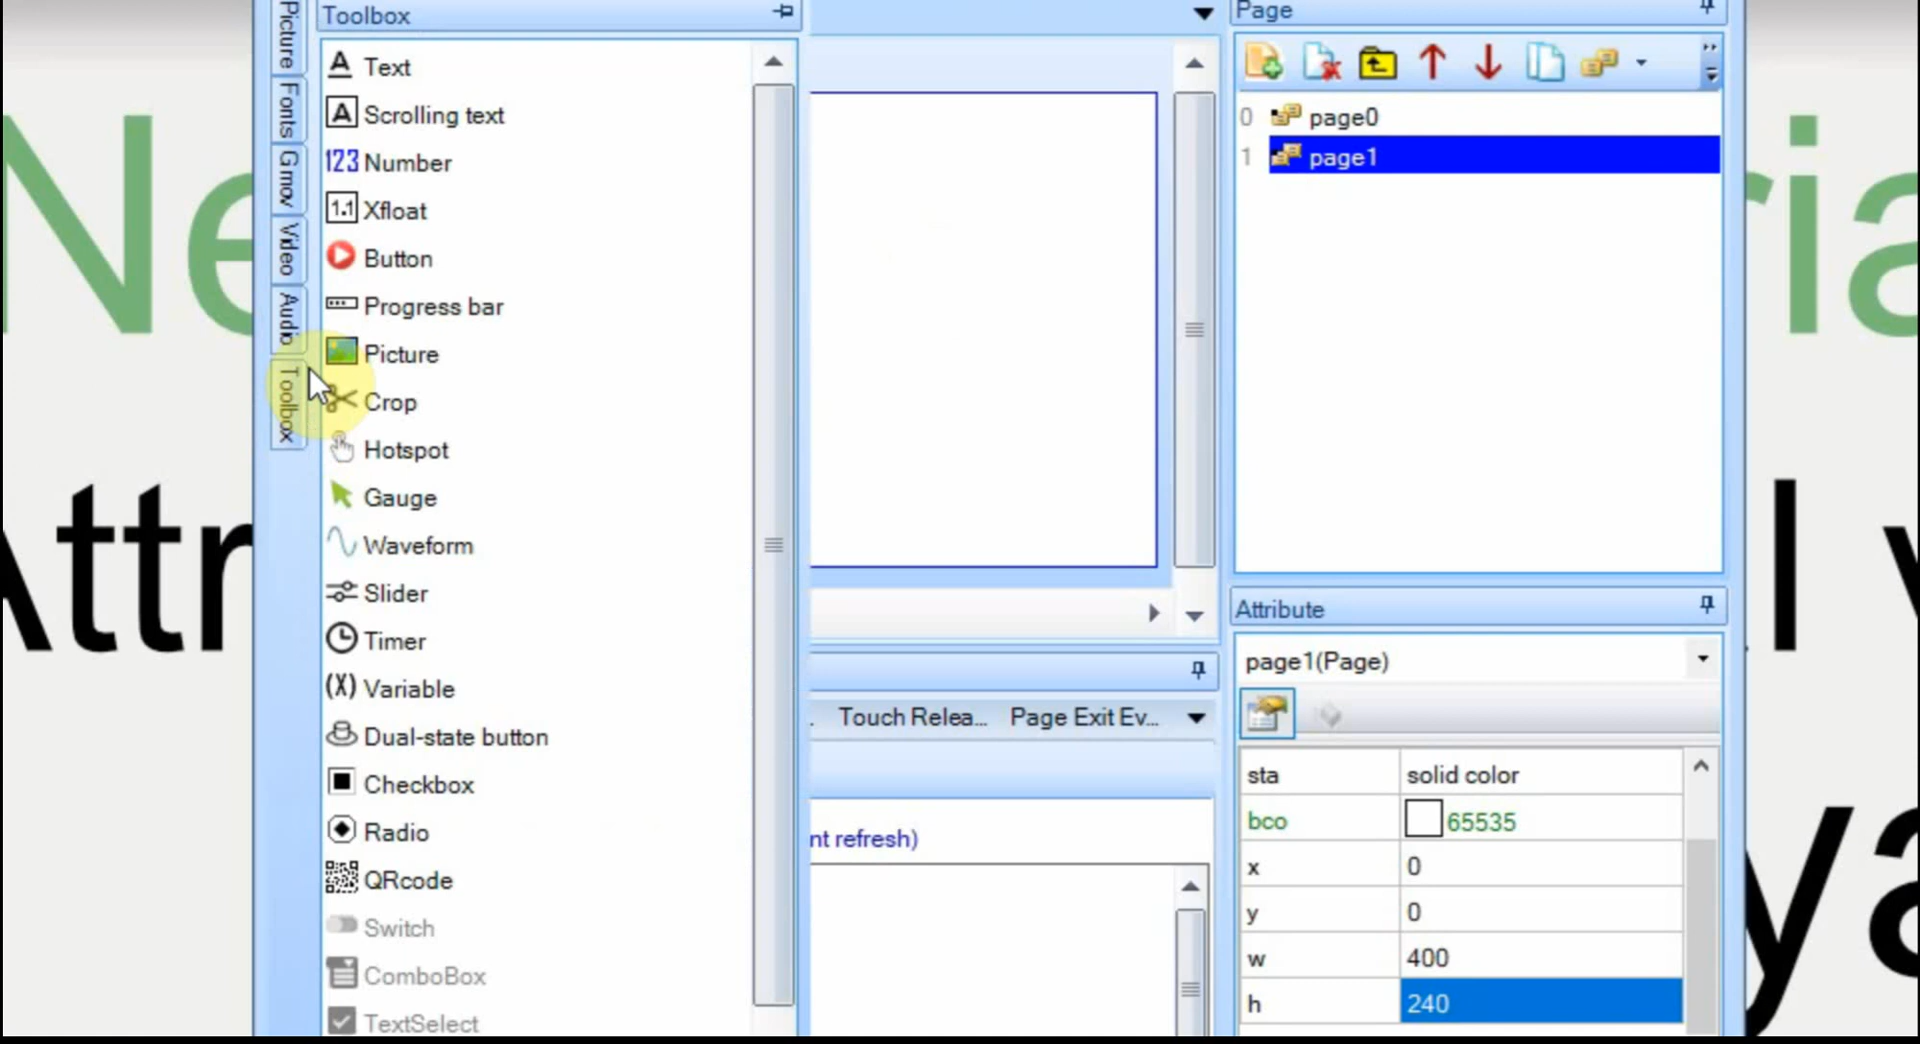 Toolbox
Page
Picture
Fonts
Gmov
Video
Audio
Toolbox
Text
Scrolling text
123 Number
1.1 Xfloat
Button
Progress bar
Picture
Crop
Hotspot
Gauge
Waveform
Slider
Timer
(X) Variable
Dual-state button
Checkbox
Radio
QRcode
Switch
ComboBox
TextSelect
0 page0
1 page1
Attribute
page1(Page)
sta solid color
bco 65535
x 0
y 0
w 400
h 240
Touch Relea... Page Exit Ev...
nt refresh)
Ne
ria
Attr
ya